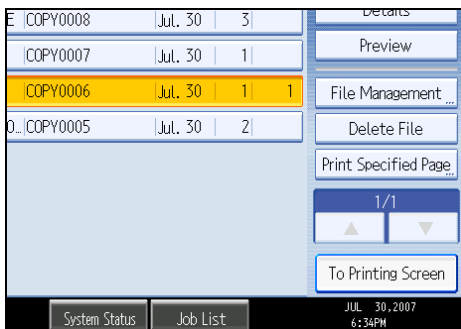 E COPY0008 Jul. 30 3 Details
COPY0007 Jul. 30 1 Preview
COPY0006 Jul. 30 1 1 File Management
O... COPY0005 Jul. 30 2 Delete File
Print Specified Page
1/1
To Printing Screen
System Status Job List JUL 30,2007
6:34PM